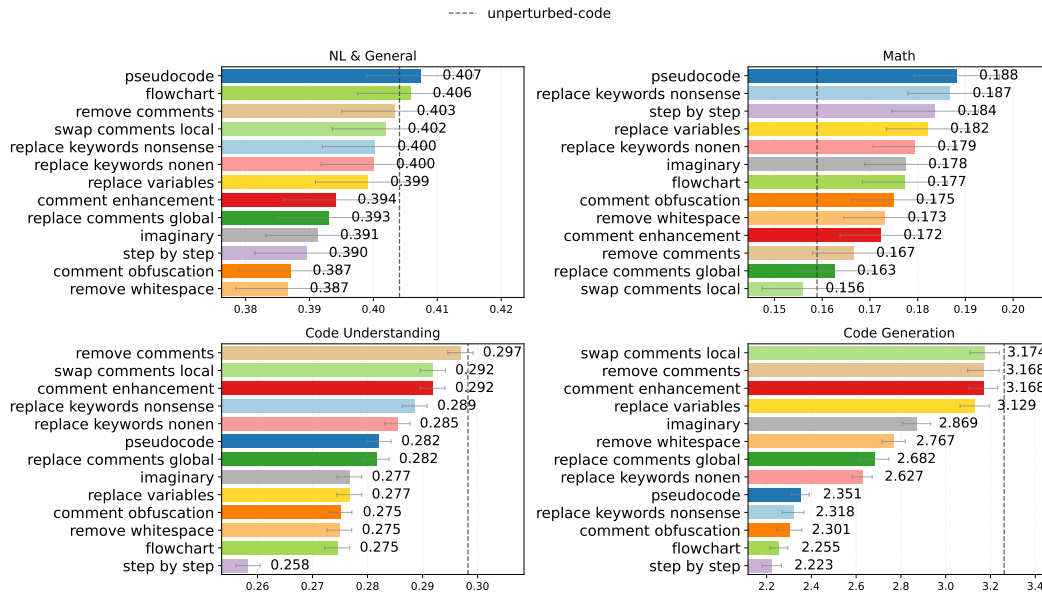 unperturbed-code
NL & General
pseudocode 0.407
flowchart 0.406
remove comments 0.403
swap comments local 0.402
replace keywords nonsense 0.400
replace keywords nonen 0.400
replace variables 0.399
comment enhancement 0.394
replace comments global 0.393
imaginary 0.391
step by step 0.390
comment obfuscation 0.387
remove whitespace 0.387
0.38 0.39 0.40 0.41 0.42
Math
pseudocode 0.188
replace keywords nonsense 0.187
step by step 0.184
replace variables 0.182
replace keywords nonen 0.179
imaginary 0.178
flowchart 0.177
comment obfuscation 0.175
remove whitespace 0.173
comment enhancement 0.172
remove comments 0.167
replace comments global 0.163
swap comments local 0.156
0.15 0.16 0.17 0.18 0.19 0.20
Code Understanding
remove comments 0.297
swap comments local 0.292
comment enhancement 0.292
replace keywords nonsense 0.289
replace keywords nonen 0.285
pseudocode 0.282
replace comments global 0.282
imaginary 0.277
replace variables 0.277
comment obfuscation 0.275
remove whitespace 0.275
flowchart 0.275
step by step 0.258
0.26 0.27 0.28 0.29 0.30
Code Generation
swap comments local 3.174
remove comments 3.168
comment enhancement 3.168
replace variables 3.129
imaginary 2.869
remove whitespace 2.767
replace comments global 2.682
replace keywords nonen 2.627
pseudocode 2.351
replace keywords nonsense 2.318
comment obfuscation 2.301
flowchart 2.255
step by step 2.223
2.2 2.4 2.6 2.8 3.0 3.2 3.4